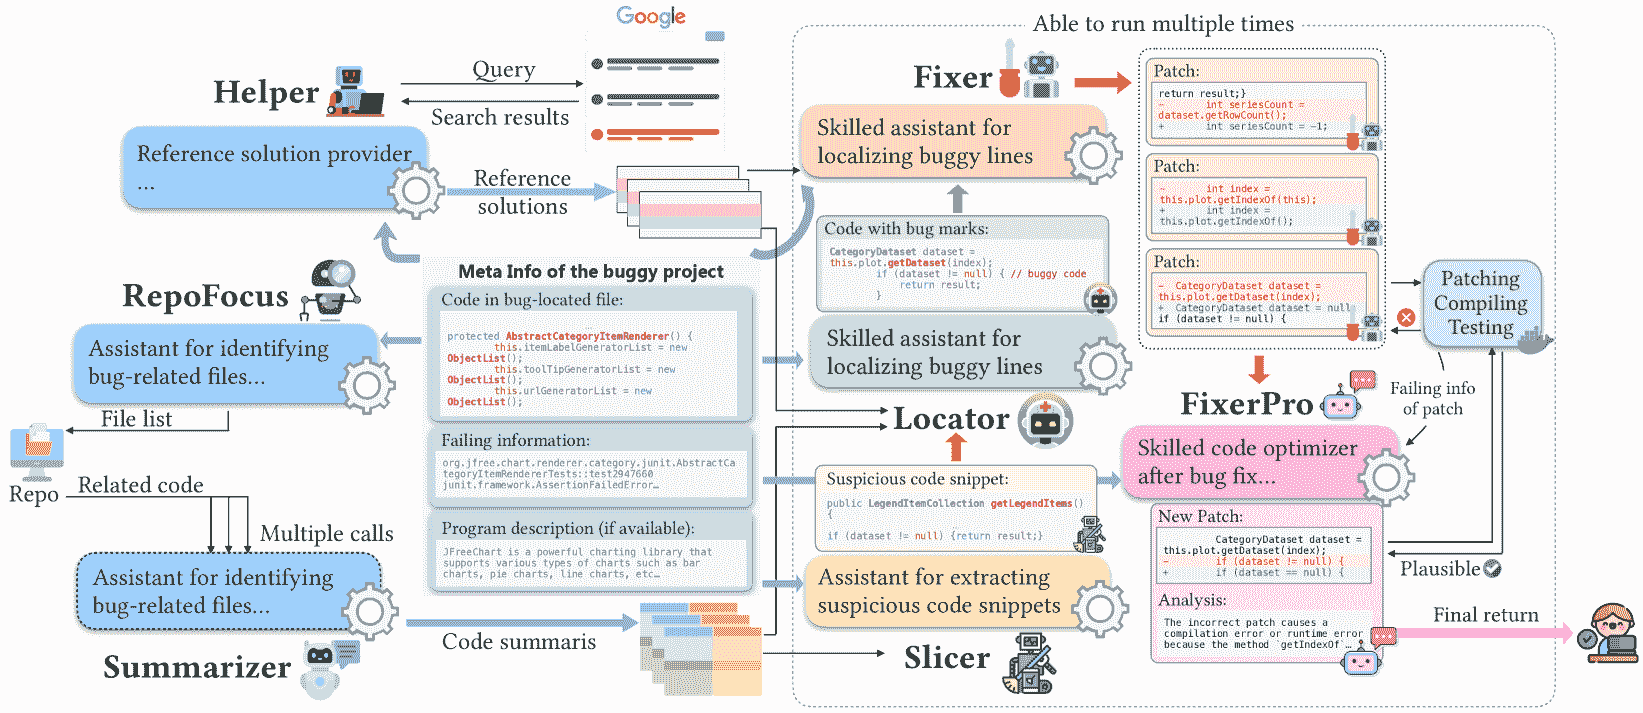 Google
Able to run multiple times
Helper
Query
Search results
Reference solution provider
...
Reference
solutions
Fixer
Skilled assistant for
localizing buggy lines
Patch:
return result;}
- int seriesCount =
dataset.getRowCount();
+ int seriesCount = -1;
Patch:
- int index =
this.plot.getIndexOf(this);
+ int index =
this.plot.getIndexOf();
Patch:
- CategoryDataset dataset =
this.plot.getDataset(index);
+ CategoryDataset dataset = null
if (dataset != null) {
Patching
Compiling
Testing
Code with bug marks:
CategoryDataset dataset =
this.plot.getDataset(index);
if (dataset != null) { // buggy code
return result;
}
Skilled assistant for
localizing buggy lines
Locator
RepoFocus
Assistant for identifying
bug-related files...
File list
Repo
Related code
Multiple calls
Assistant for identifying
bug-related files...
Summarizer
Code summaris
Meta Info of the buggy project
Code in bug-located file:
protected AbstractCategoryItemRenderer() {
this.itemLabelGeneratorList = new
ObjectList();
this.toolTipGeneratorList = new
ObjectList();
this.urlGeneratorList = new
ObjectList();
Failing information:
org.jfree.chart.renderer.category.junit.AbstractCa
tegoryItemRendererTests::test2947660
junit.framework.AssertionFailedError…
Program description (if available):
JFreeChart is a powerful charting library that
supports various types of charts such as bar
charts, pie charts, line charts, etc…
Suspicious code snippet:
public LegendItemCollection getLegendItems()
{
if (dataset != null) {return result;}
Assistant for extracting
suspicious code snippets
Slicer
FixerPro
Failing info
of patch
Skilled code optimizer
after bug fix...
New Patch:
CategoryDataset dataset =
this.plot.getDataset(index);
- if (dataset != null) {
+ if (dataset == null) {
Analysis:
The incorrect patch causes a
compilation error or runtime error
because the method `getIndexOf`…
Plausible
Final return